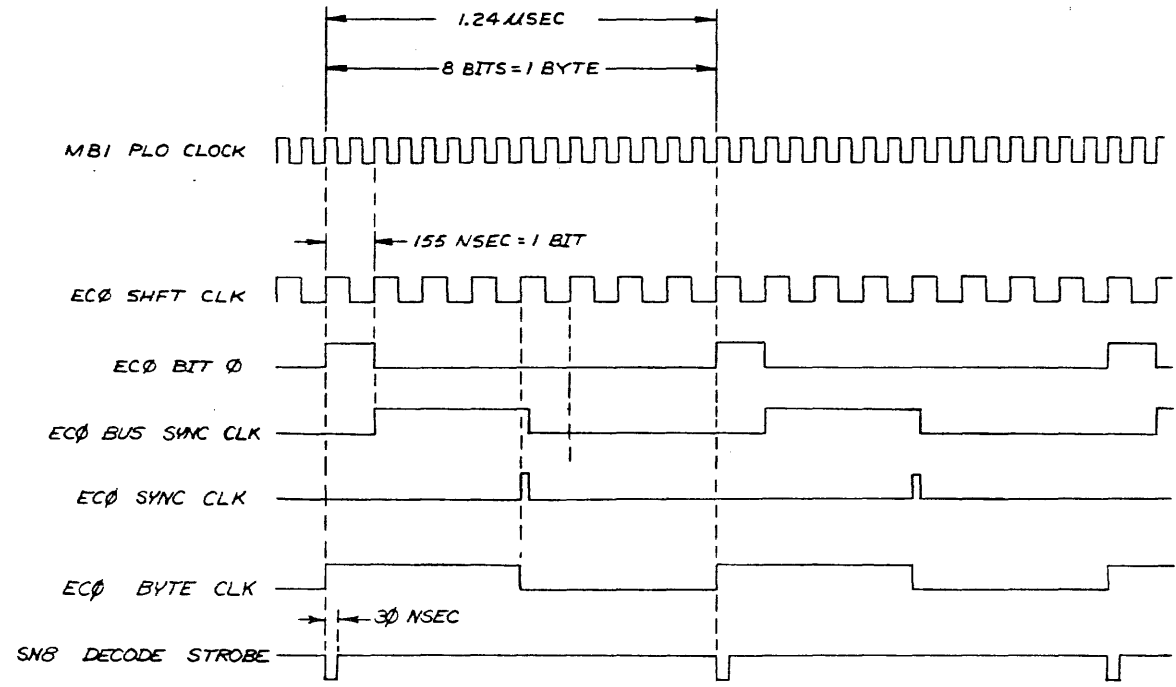 1.24 µSEC
8 BITS = 1 BYTE
MB1 PLO CLOCK
155 NSEC = 1 BIT
ECØ SHFT CLK
ECØ BIT Ø
ECØ BUS SYNC CLK
ECØ SYNC CLK
ECØ BYTE CLK
3Ø NSEC
SN8 DECODE STROBE